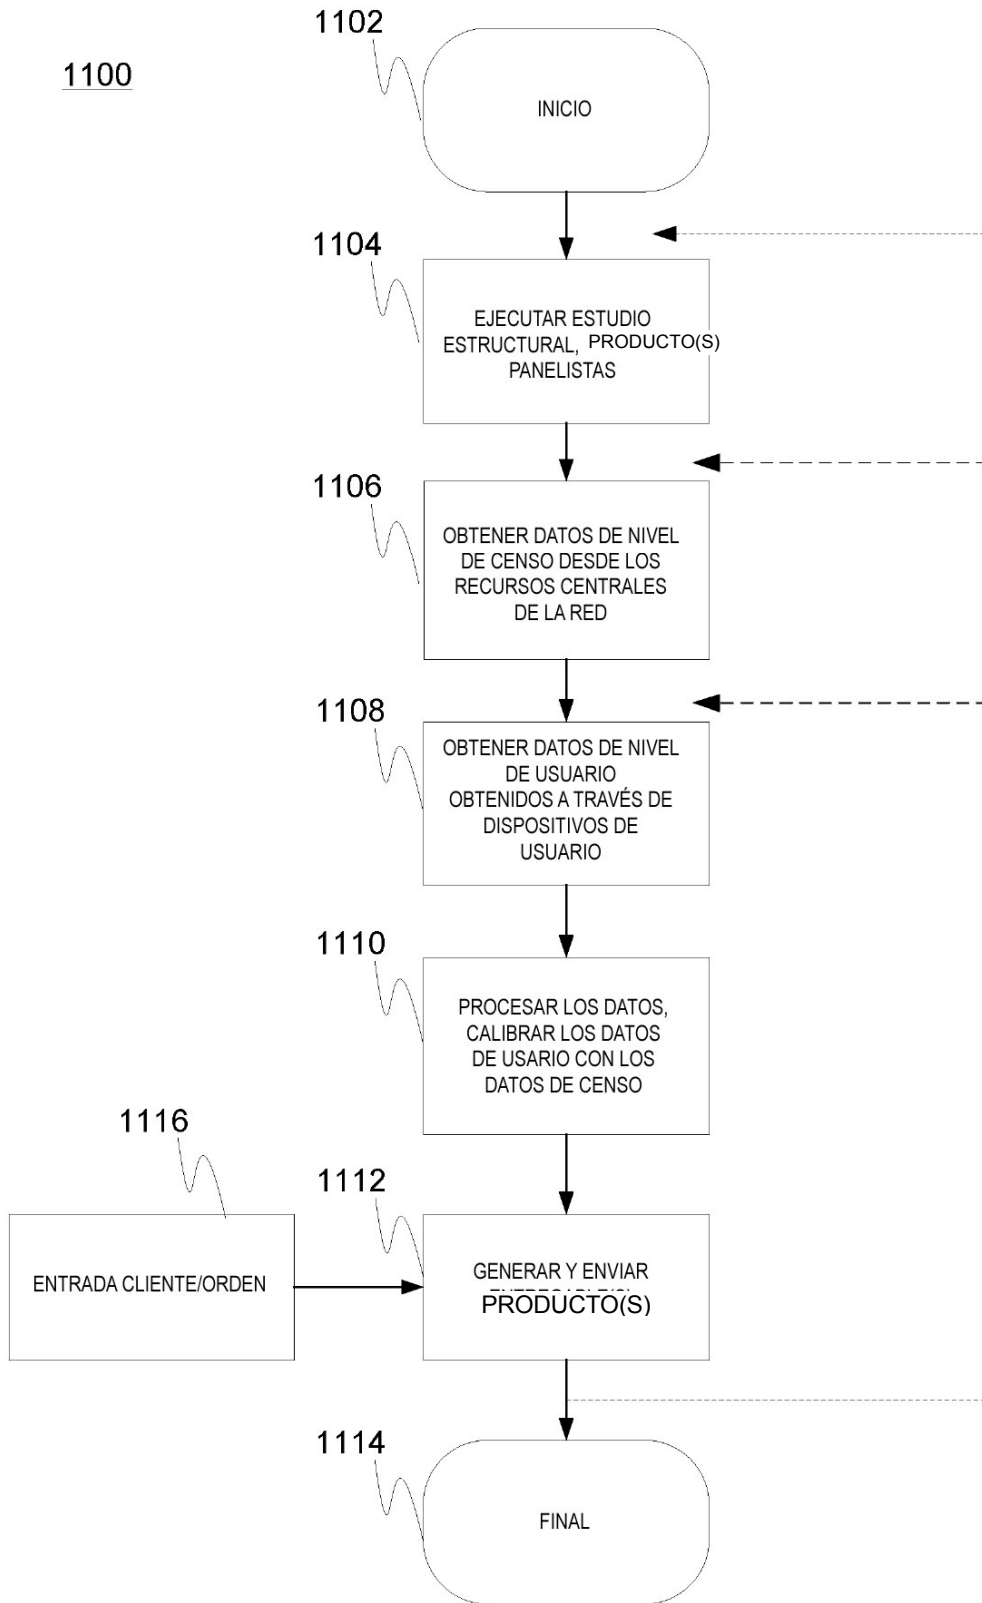 1102
1100
INICIO
1104
EJECUTAR ESTUDIO
ESTRUCTURAL, PRODUCTO(S)
PANELISTAS
1106
OBTENER DATOS DE NIVEL
DE CENSO DESDE LOS
RECURSOS CENTRALES
DE LA RED
1108
OBTENER DATOS DE NIVEL
DE USUARIO
OBTENIDOS A TRAVÉS DE
DISPOSITIVOS DE
USUARIO
1110
PROCESAR LOS DATOS,
CALIBRAR LOS DATOS
DE USARIO CON LOS
DATOS DE CENSO
1116
1112
ENTRADA CLIENTE/ORDEN
GENERAR Y ENVIAR
PRODUCTO(S)
1114
FINAL